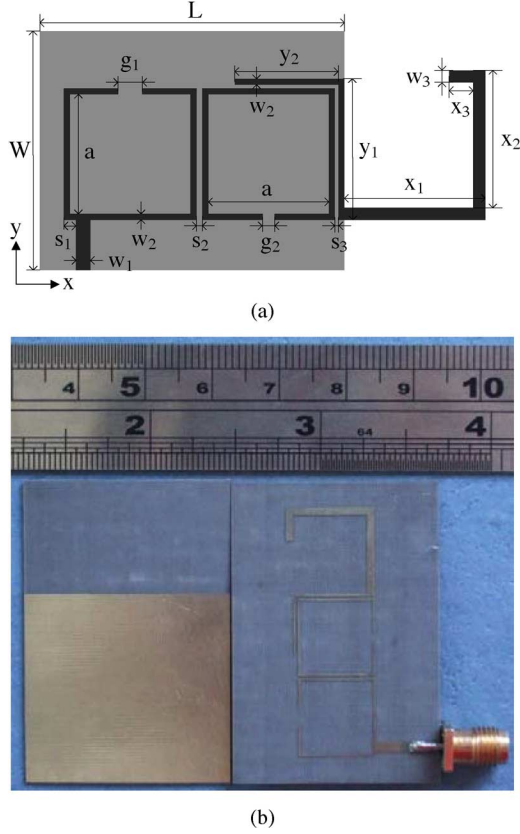 L
g₁
y₂
w₃
w₂
x₃
W
a
y₁
x₂
a
x₁
y
s₁
w₂
s₂
g₂
s₃
w₁
x
(a)
4 5 6 7 8 9 10
2 3 64 4
(b)